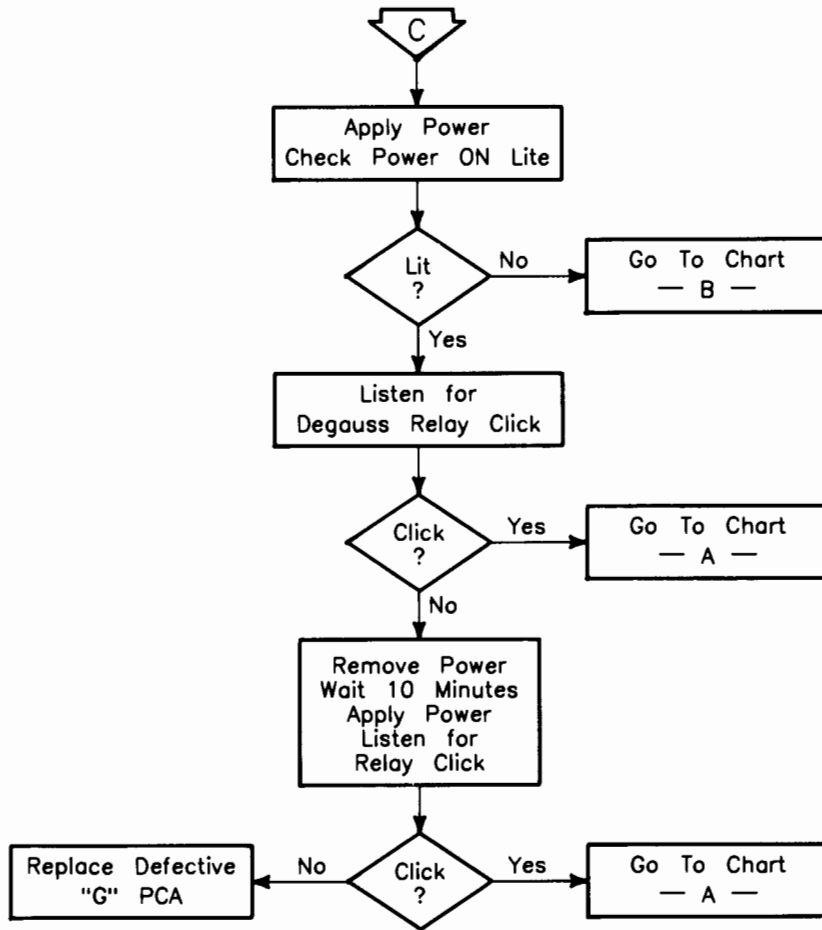 C
Apply Power
Check Power ON Lite
Lit
?
No
Go To Chart
— B —
Yes
Listen for
Degauss Relay Click
Click
?
Yes
Go To Chart
— A —
No
Remove Power
Wait 10 Minutes
Apply Power
Listen for
Relay Click
Replace Defective
"G" PCA
No
Click
?
Yes
Go To Chart
— A —